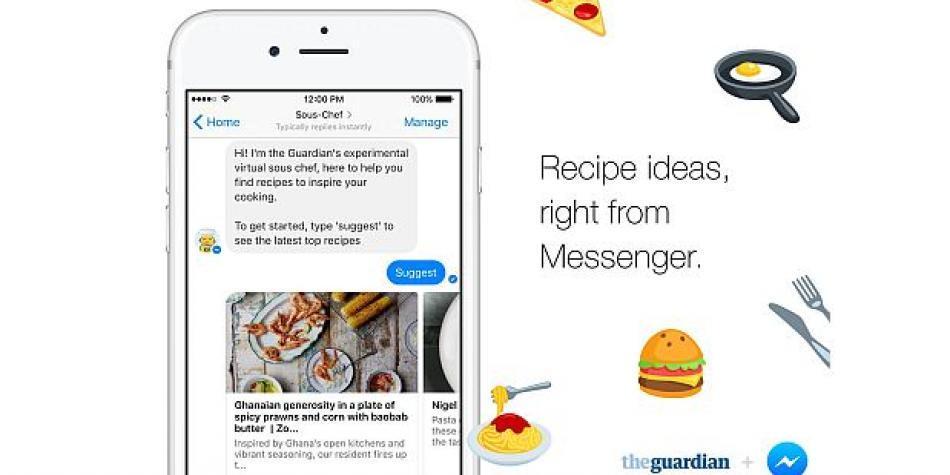 12:00 PM
100%
Home
Sous-Chef >
Manage
Typically replies instantly
Hi! I'm the Guardian's experimental
virtual sous chef, here to help you
find recipes to inspire your
cooking.
To get started, type 'suggest' to
see the latest top recipes
Suggest
Ghanaian generosity in a plate of
spicy prawns and corn with baobab
butter | Zo...
Inspired by Ghana's open kitchens and
vibrant seasoning, our resident fires up
t...
Nigel
Pasta
these
the tas
Recipe ideas,
right from
Messenger.
theguardian +